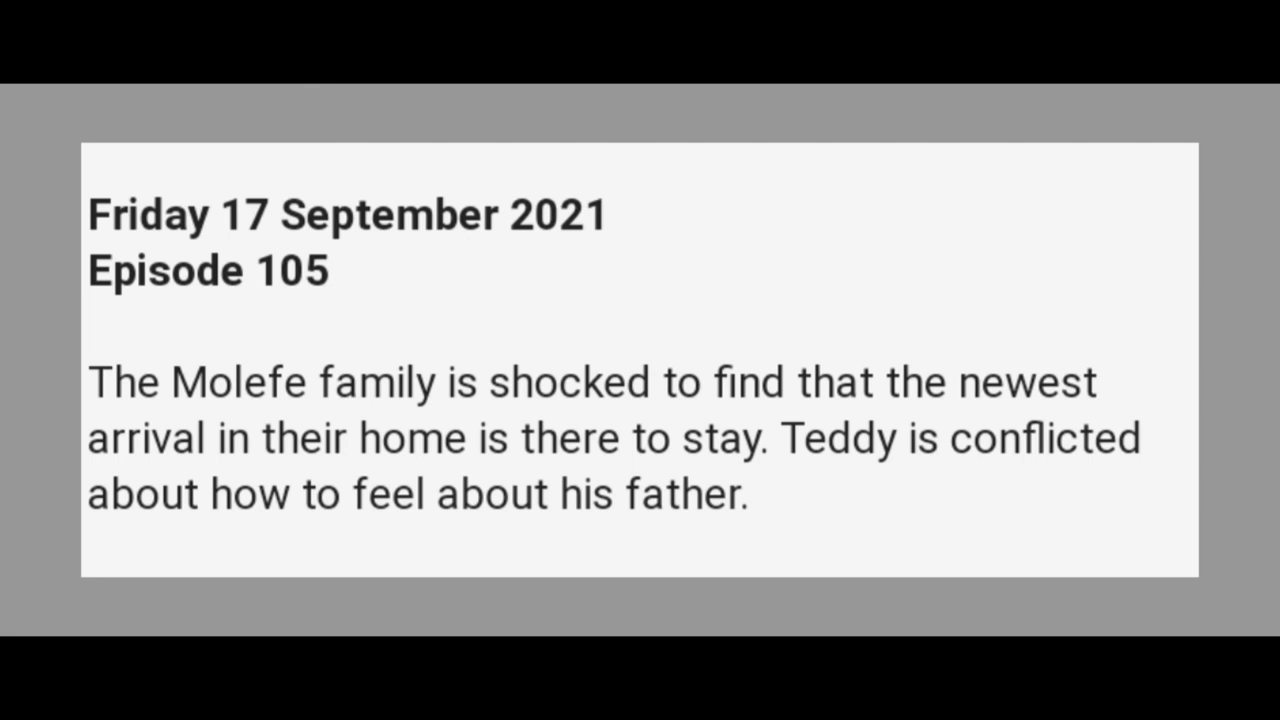 Friday 17 September 2021
Episode 105
The Molefe family is shocked to find that the newest
arrival in their home is there to stay. Teddy is conflicted
about how to feel about his father.